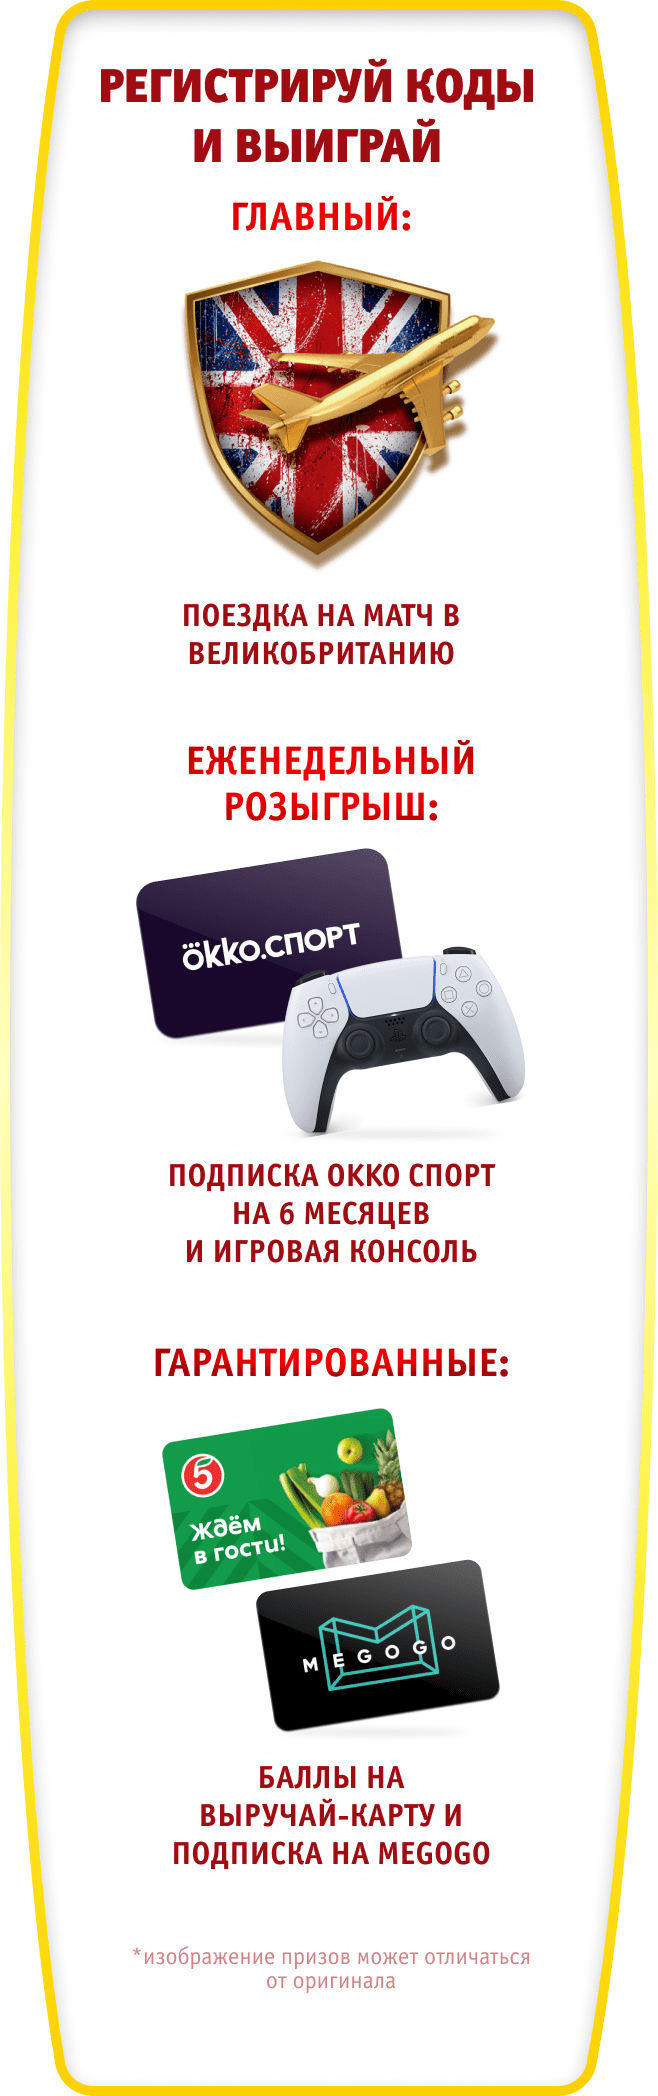 РЕГИСТРИРУЙ КОДЫ
И ВЫИГРАЙ
ГЛАВНЫЙ:
ПОЕЗДКА НА МАТЧ В
ВЕЛИКОБРИТАНИЮ
ЕЖЕНЕДЕЛЬНЫЙ
РОЗЫГРЫШ:
ökko.СПОРТ
ПОДПИСКА ОККО СПОРТ
НА 6 МЕСЯЦЕВ
И ИГРОВАЯ КОНСОЛЬ
ГАРАНТИРОВАННЫЕ:
5
Ждём
в гости!
MEGOGO
БАЛЛЫ НА
ВЫРУЧАЙ-КАРТУ И
ПОДПИСКА НА MEGOGO
*изображение призов может отличаться
от оригинала